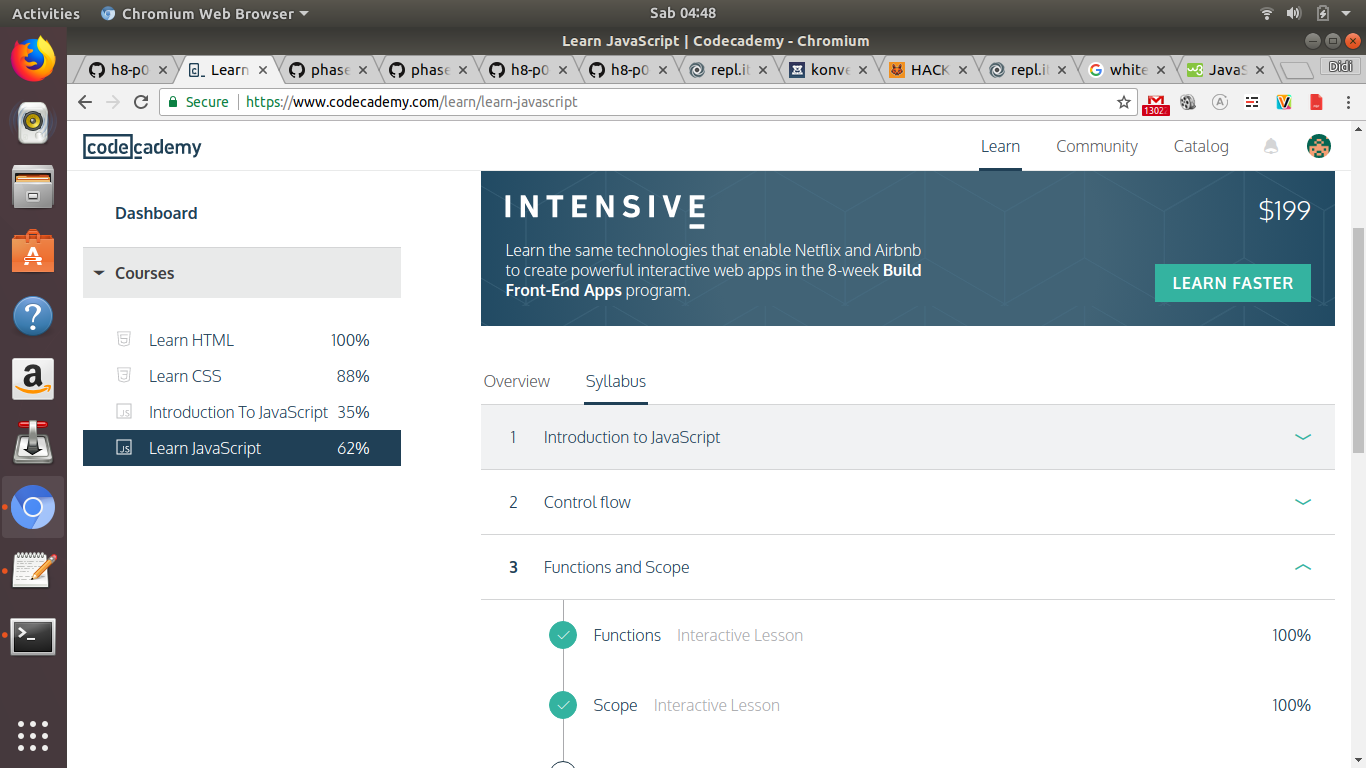 Activities Chromium Web Browser Sab 04:48
Learn JavaScript | Codecademy - Chromium
h8-p0 Learn phase phase h8-p0 h8-p0 repl.it konve HACK repl.it white JavaS Didi
Secure https://www.codecademy.com/learn/learn-javascript
codecademy Learn Community Catalog
Dashboard
Courses
Learn HTML 100%
Learn CSS 88%
Introduction To JavaScript 35%
Learn JavaScript 62%
INTENSIVE $199
Learn the same technologies that enable Netflix and Airbnb
to create powerful interactive web apps in the 8-week Build
Front-End Apps program.
LEARN FASTER
Overview Syllabus
1 Introduction to JavaScript
2 Control flow
3 Functions and Scope
Functions Interactive Lesson 100%
Scope Interactive Lesson 100%